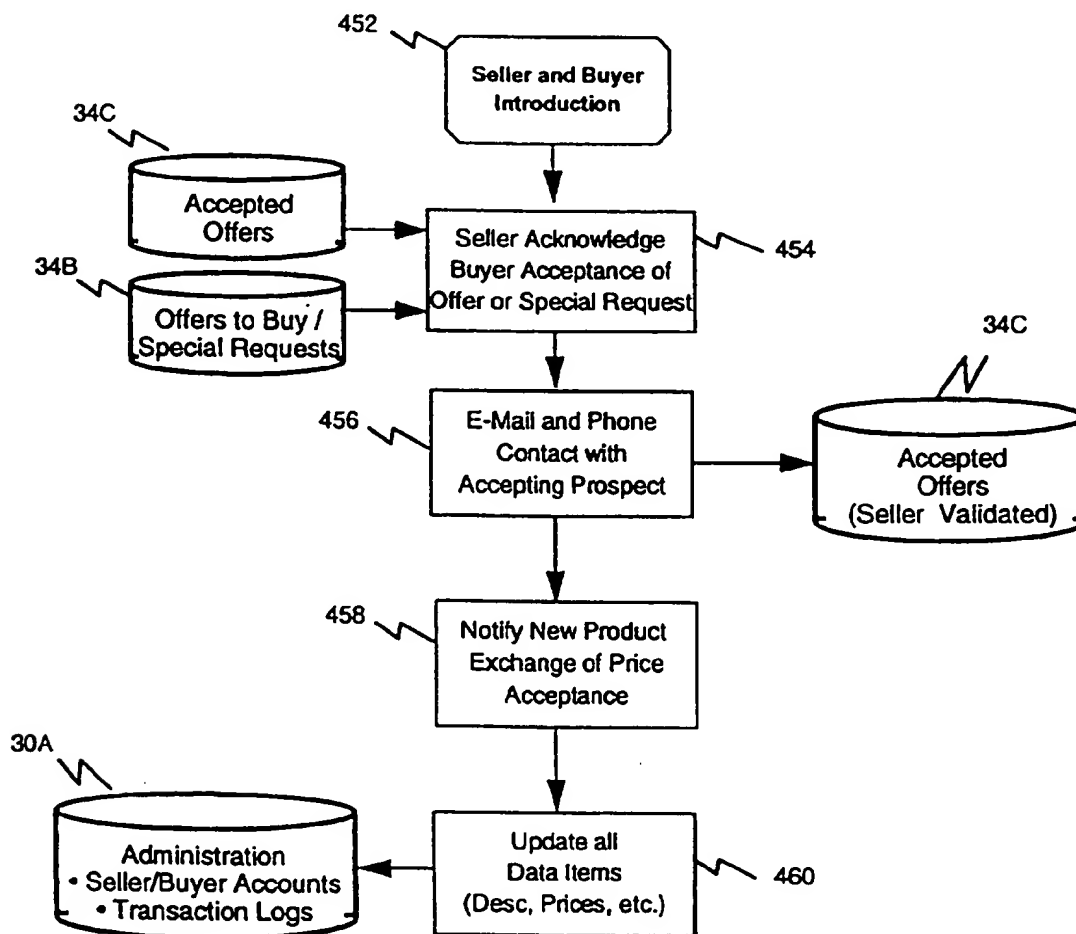 452
Seller and Buyer
Introduction
34C
Accepted
Offers
Seller Acknowledge
Buyer Acceptance of
Offer or Special Request
454
34B
Offers to Buy /
Special Requests
34C
456
E-Mail and Phone
Contact with
Accepting Prospect
Accepted
Offers
(Seller Validated)
458
Notify New Product
Exchange of Price
Acceptance
30A
Administration
• Seller/Buyer Accounts
• Transaction Logs
Update all
Data Items
(Desc, Prices, etc.)
460